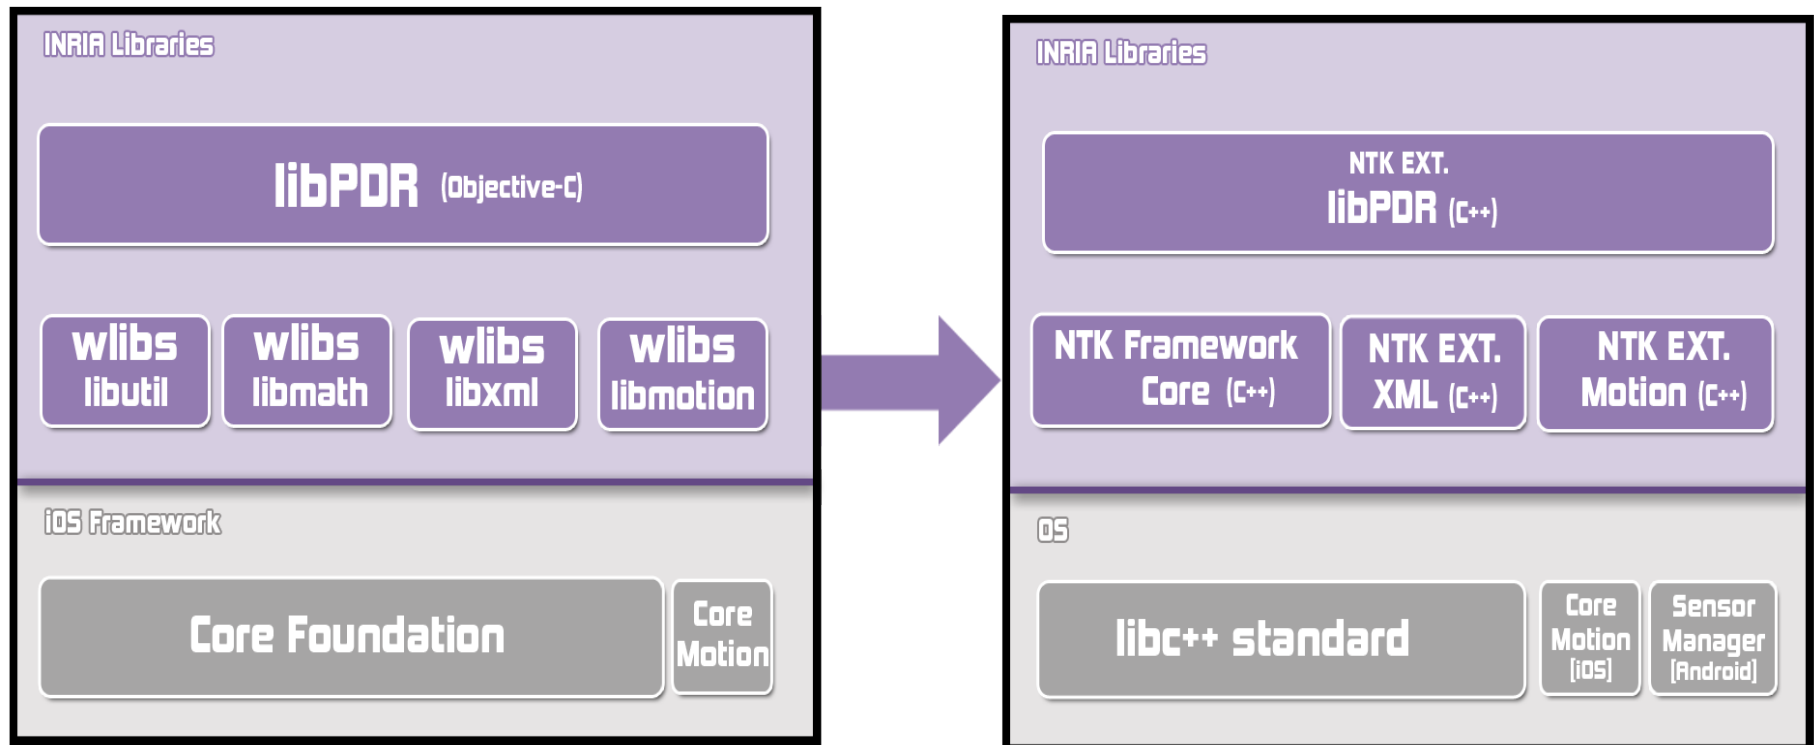 INRIA Libraries
libPDR (Objective-C)
wlibs
libutil
wlibs
libmath
wlibs
libxml
wlibs
libmotion
iOS Framework
Core Foundation
Core
Motion
INRIA Libraries
NTK EXT.
libPDR (C++)
NTK Framework
Core (C++)
NTK EXT.
XML (C++)
NTK EXT.
Motion (C++)
OS
libc++ standard
Core
Motion
[iOS]
Sensor
Manager
[Android]